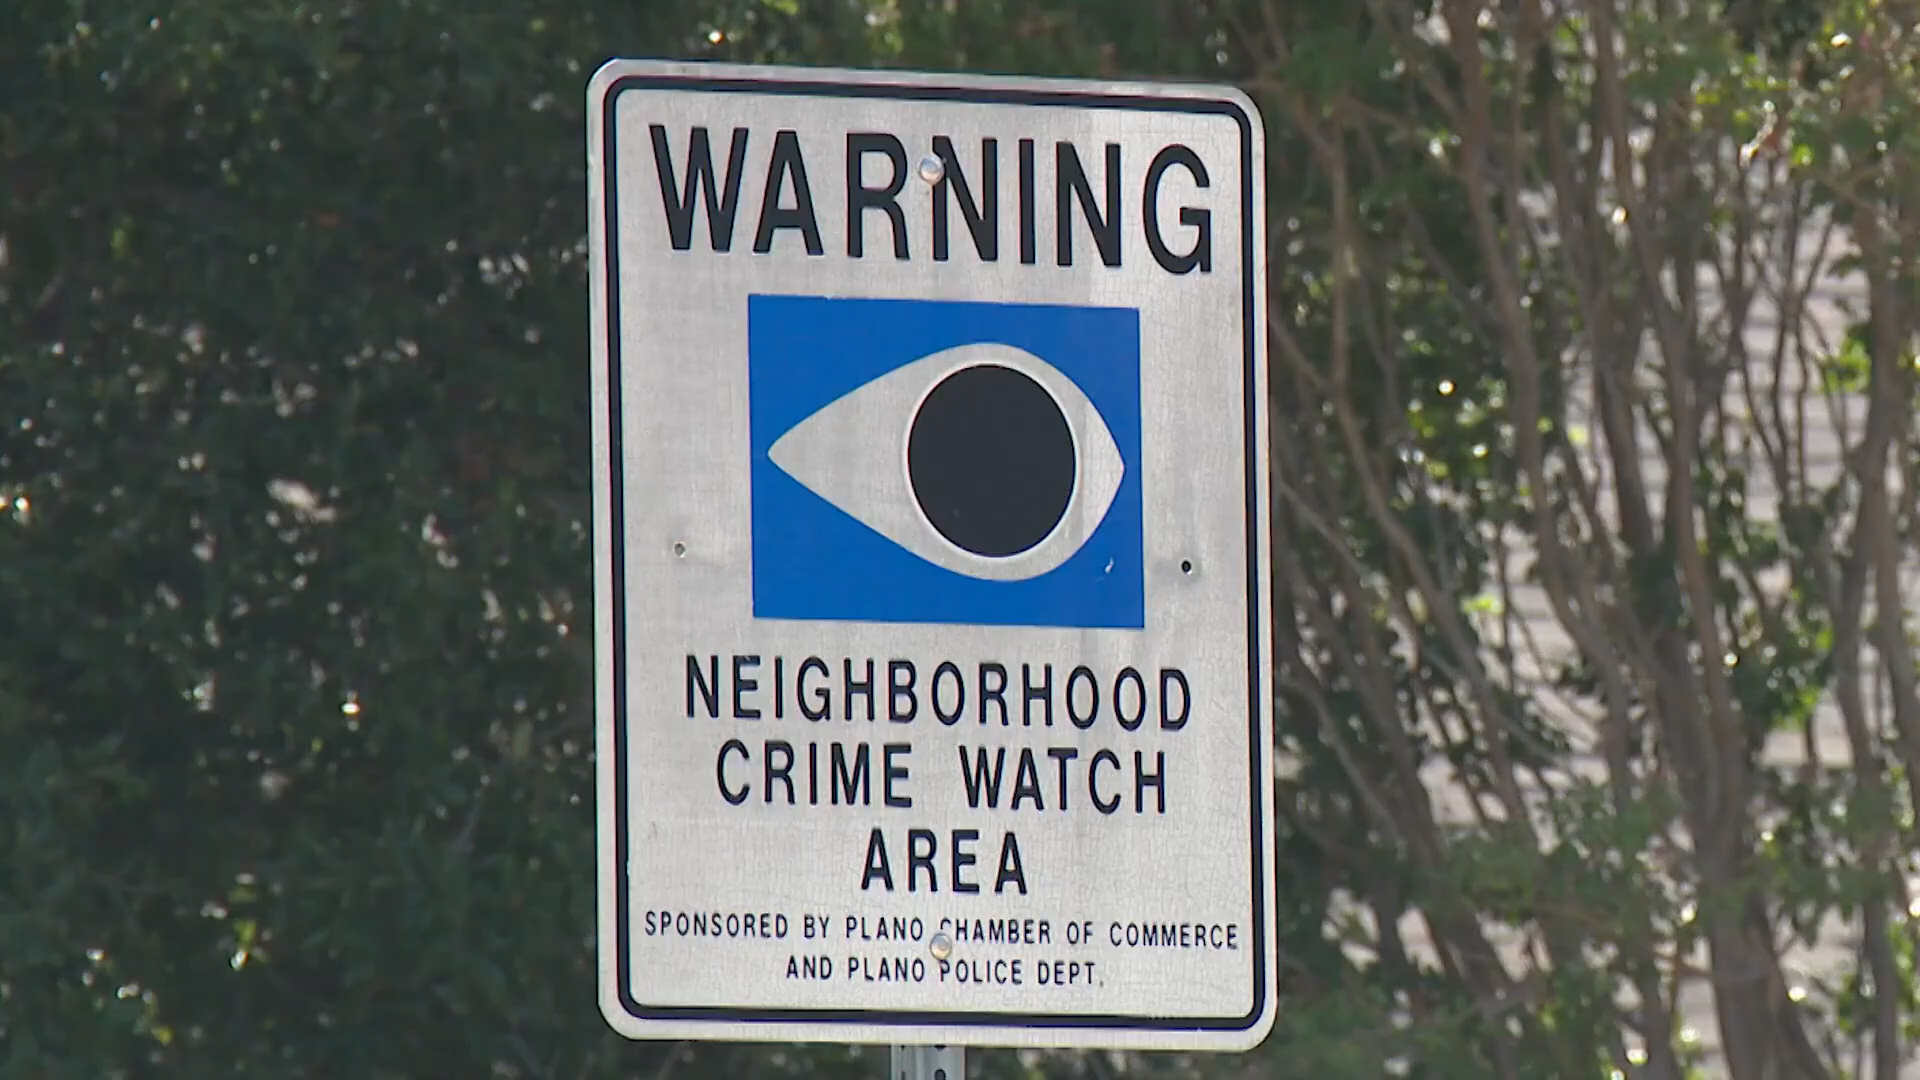 WARNING
NEIGHBORHOOD
CRIME WATCH
AREA
SPONSORED BY PLANO CHAMBER OF COMMERCE
AND PLANO POLICE DEPT.